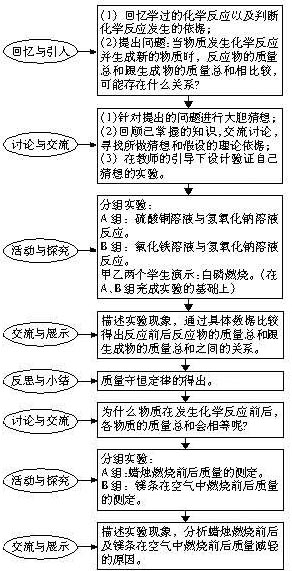 回忆与引人
(1) 回忆学过的化学反应以及判断
化学反应发生的依据；
(2)提出问题:当物质发生化学反应
并生成新的物质时，反应物的质量
总和跟生成物的质量总和相比较，
可能存在什么关系?
讨论与交流
(1)针对提出的问题进行大胆猜想；
(2)回顾已掌握的知识,交流讨论，
寻找所做猜想和假设的理论依据；
(3) 在教师的引导下设计验证自己
猜想的实验。
活动与探究
分组实验:
A 组：硫酸铜溶液与氢氧化钠溶液
反应。
B 组：氯化铁溶液与氢氧化钠溶液
反应。
甲乙两个学生演示：白磷燃烧。（在
A、B组完成实验的基础上）
交流与展示
描述实验现象，通过具体数据比较
得出反应前后反应物的质量总和跟
生成物的质量总和之间的关系。
反思与小结
质量守恒定律的得出。
讨论与交流
为什么物质在发生化学反应前后，
各物质的质量总和会相等呢?
活动与探究
分组实验:
A组:蜡烛燃烧前后质量的测定。
B 组：镁条在空气中燃烧前后质量
的测定。
交流与展示
描述实验现象，分析蜡烛燃烧前后
及镁条在空气中燃烧前后质量减轻
的原因。